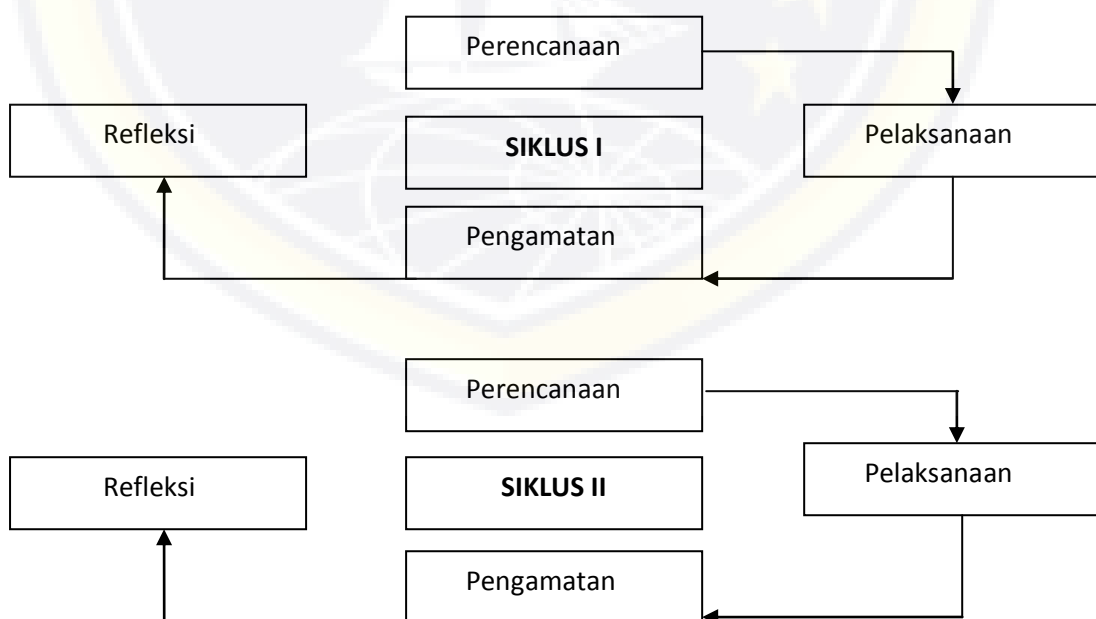 Perencanaan
Refleksi
SIKLUS I
Pelaksanaan
Pengamatan
Perencanaan
Refleksi
SIKLUS II
Pelaksanaan
Pengamatan